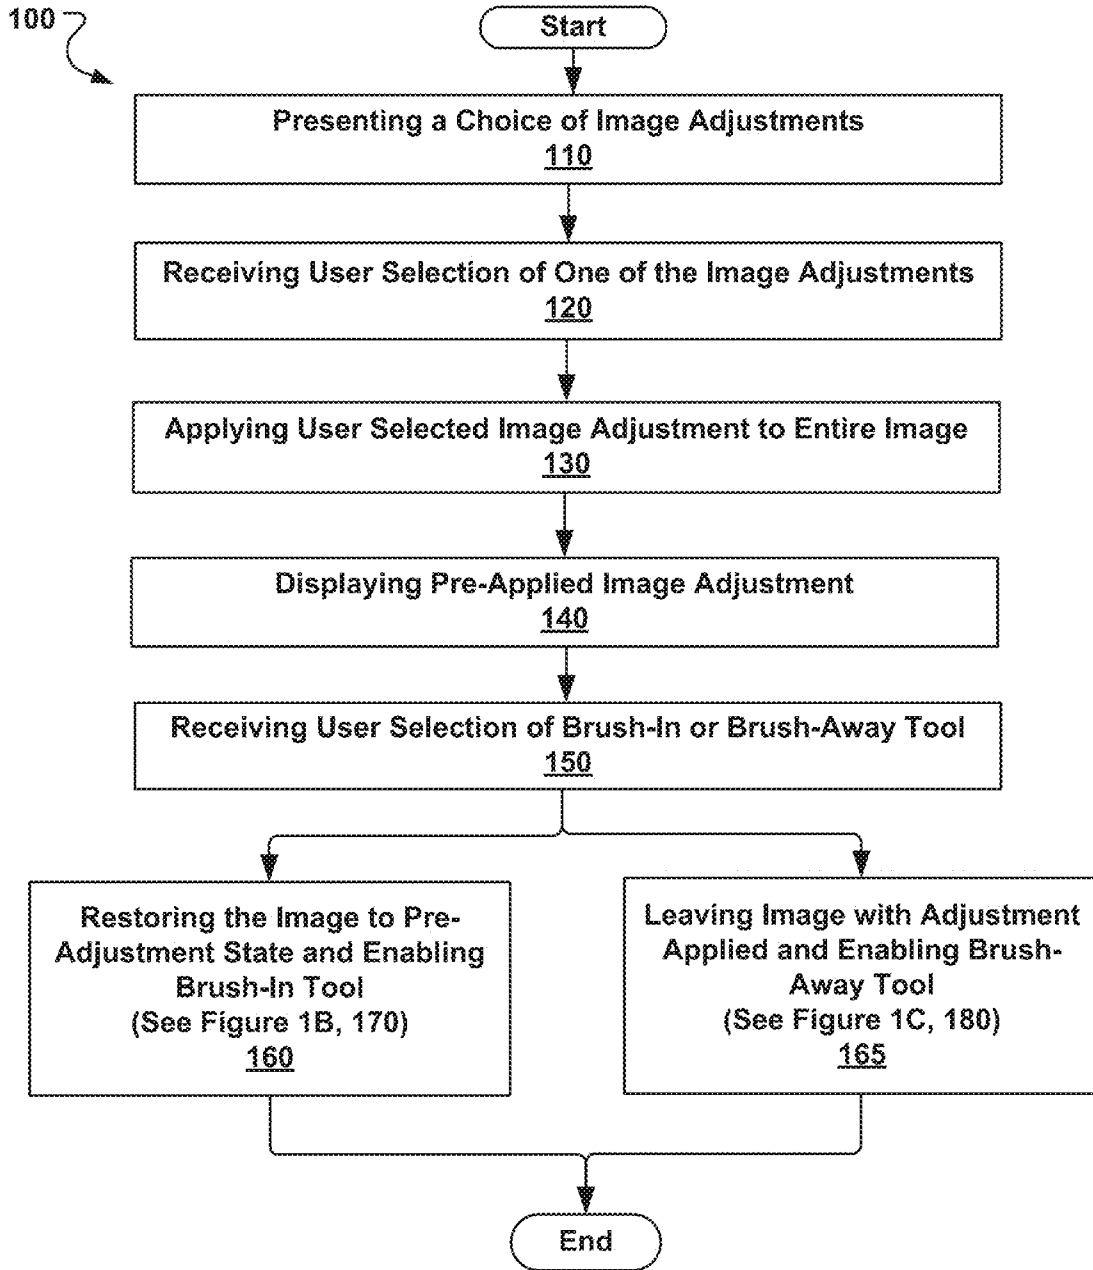 100
Start
Presenting a Choice of Image Adjustments
110
Receiving User Selection of One of the Image Adjustments
120
Applying User Selected Image Adjustment to Entire Image
130
Displaying Pre-Applied Image Adjustment
140
Receiving User Selection of Brush-In or Brush-Away Tool
150
Restoring the Image to Pre-
Adjustment State and Enabling
Brush-In Tool
(See Figure 1B, 170)
160
Leaving Image with Adjustment
Applied and Enabling Brush-
Away Tool
(See Figure 1C, 180)
165
End